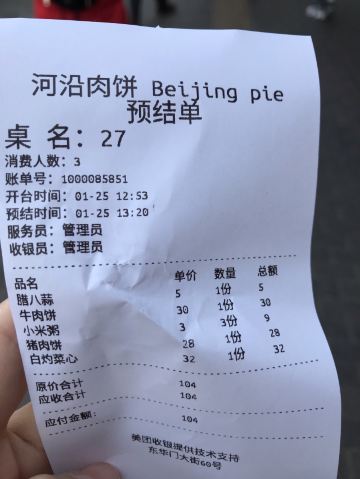 河沿肉饼 Beijing pie
预结单
桌 名: 27
消费人数: 3
账单号: 1000085851
开台时间: 01-25 12:53
预结时间: 01-25 13:20
服务员: 管理员
收银员: 管理员
品名 单价 数量 总额
腊八蒜 5 1份 5
牛肉饼 30 1份 30
小米粥 3 3份 9
猪肉饼 28 1份 28
白灼菜心 32 1份 32
原价合计 104
应收合计 104
应付金额: 104
美团收银提供技术支持
东华门大街60号